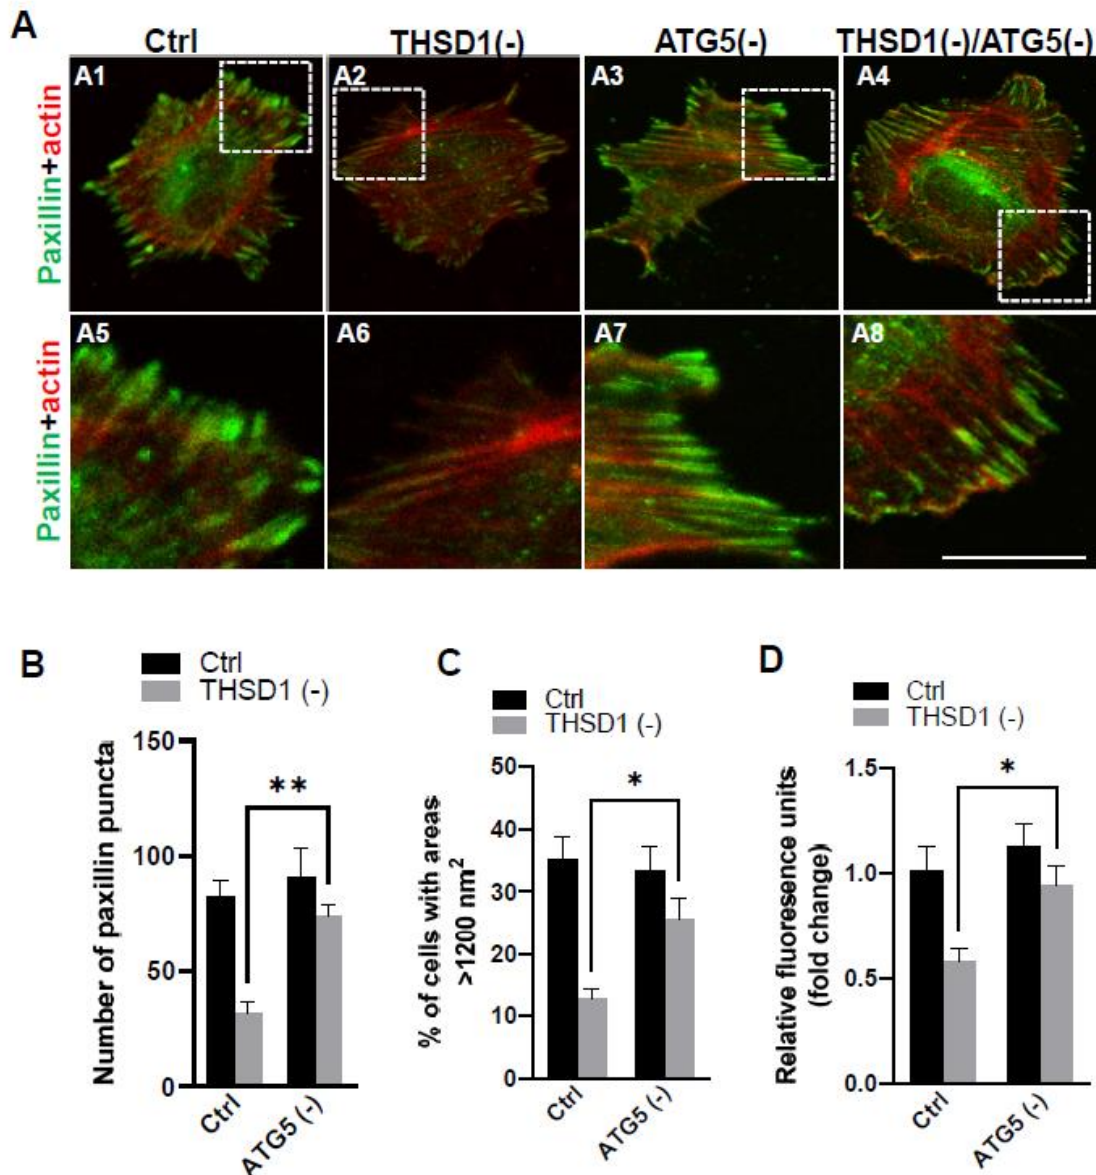 A
Ctrl THSD1(-) ATG5(-) THSD1(-)/ATG5(-)
Paxillin+actin
A1 A2 A3 A4
Paxillin+actin
A5 A6 A7 A8
B
Ctrl
THSD1 (-)
Number of paxillin puncta
150
100
50
0
**
Ctrl
ATG5 (-)
C
Ctrl
THSD1 (-)
% of cells with areas
>1200 nm²
50
40
30
20
10
0
*
Ctrl
ATG5 (-)
D
Ctrl
THSD1 (-)
Relative fluoresence units
(fold change)
1.5
1.0
0.5
0.0
*
Ctrl
ATG5 (-)